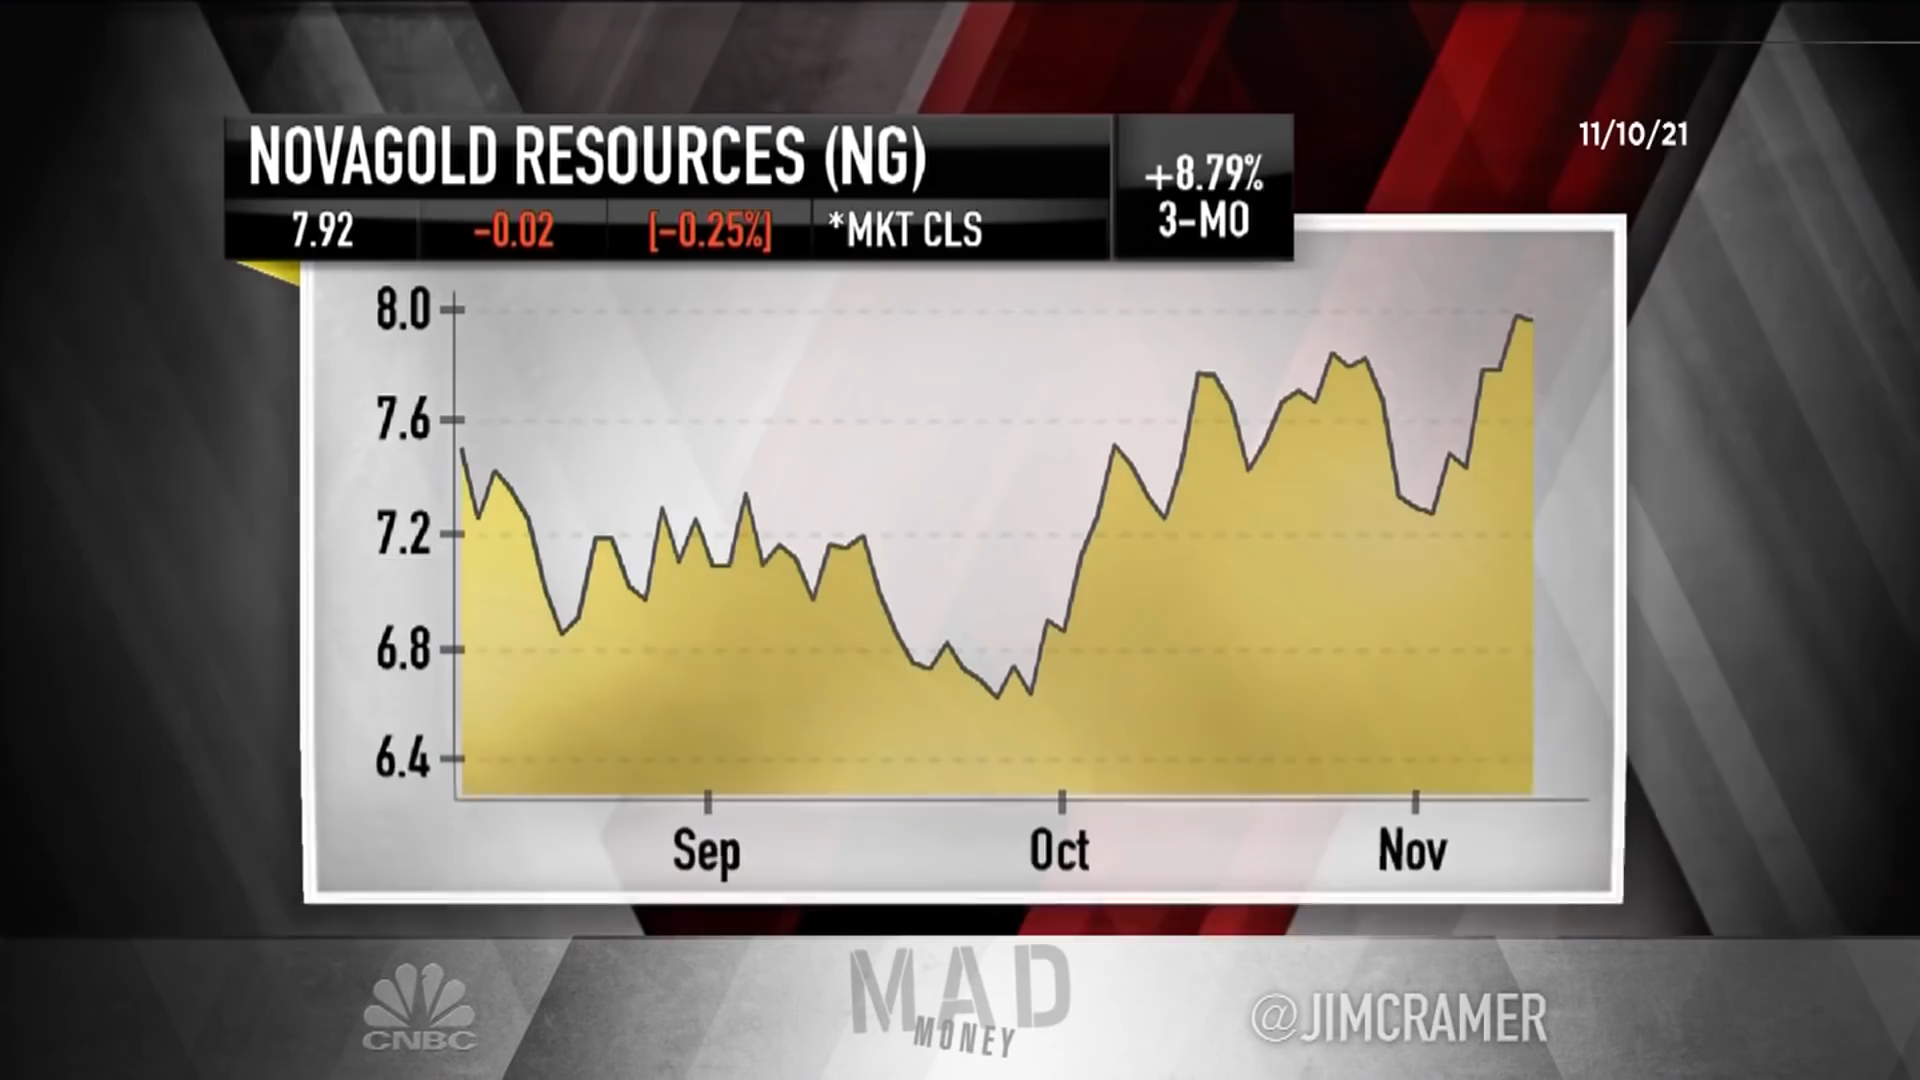 NOVAGOLD RESOURCES (NG)
7.92 -0.02 [-0.25%] *MKT CLS
+8.79%
3-MO
11/10/21
8.0
7.6
7.2
6.8
6.4
Sep Oct Nov
CNBC
MAD
MONEY
@JIMCRAMER